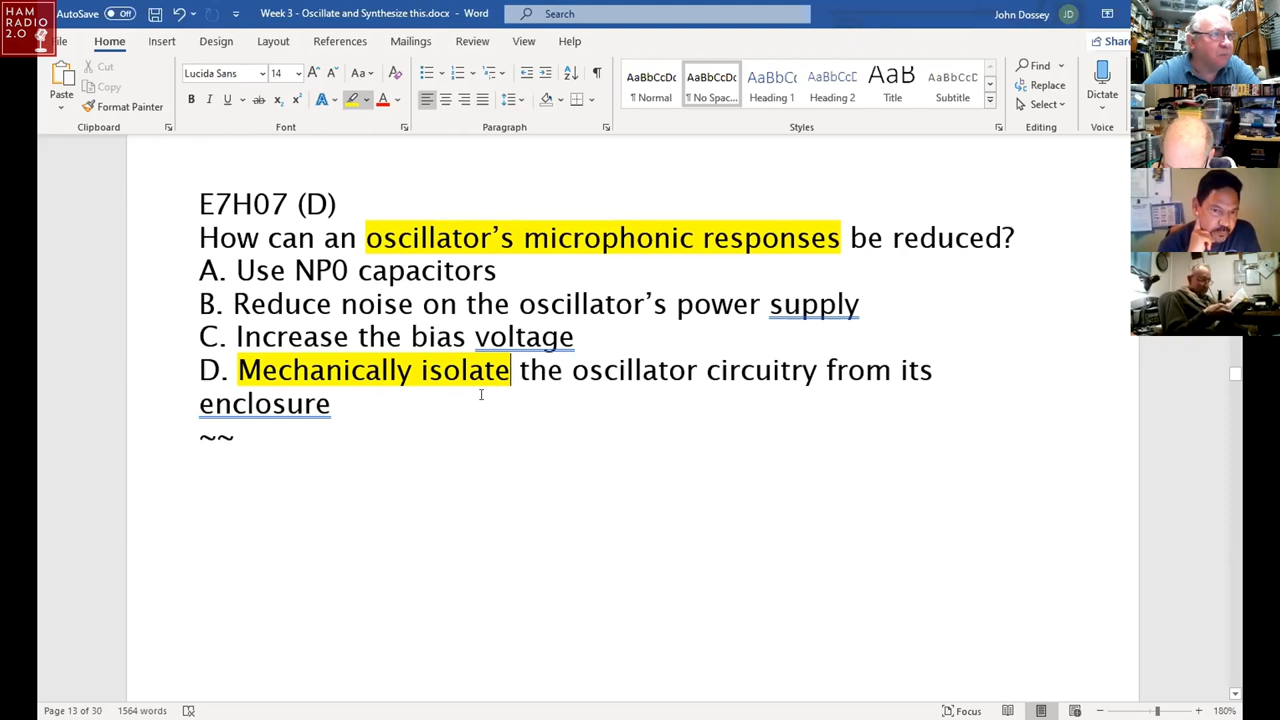 HAM
RADIO
2.0
AutoSave Off Week 3 - Oscillate and Synthesize this.docx - Word Search John Dossey JD
ile Home Insert Design Layout References Mailings Review View Help Share
Paste Cut Copy Format Painter
Lucida Sans 14
AaBbCcDc AaBbCcDc AaBbCcD AaBbCcD AaB AaBbCcD
¶ Normal ¶ No Spac... Heading 1 Heading 2 Title Subtitle
Find Replace Select Dictate
Clipboard Font Paragraph Styles Editing Voice
E7H07 (D)
How can an oscillator’s microphonic responses be reduced?
A. Use NP0 capacitors
B. Reduce noise on the oscillator’s power supply
C. Increase the bias voltage
D. Mechanically isolate the oscillator circuitry from its
enclosure
~~
Page 13 of 30 1564 words Focus 180%